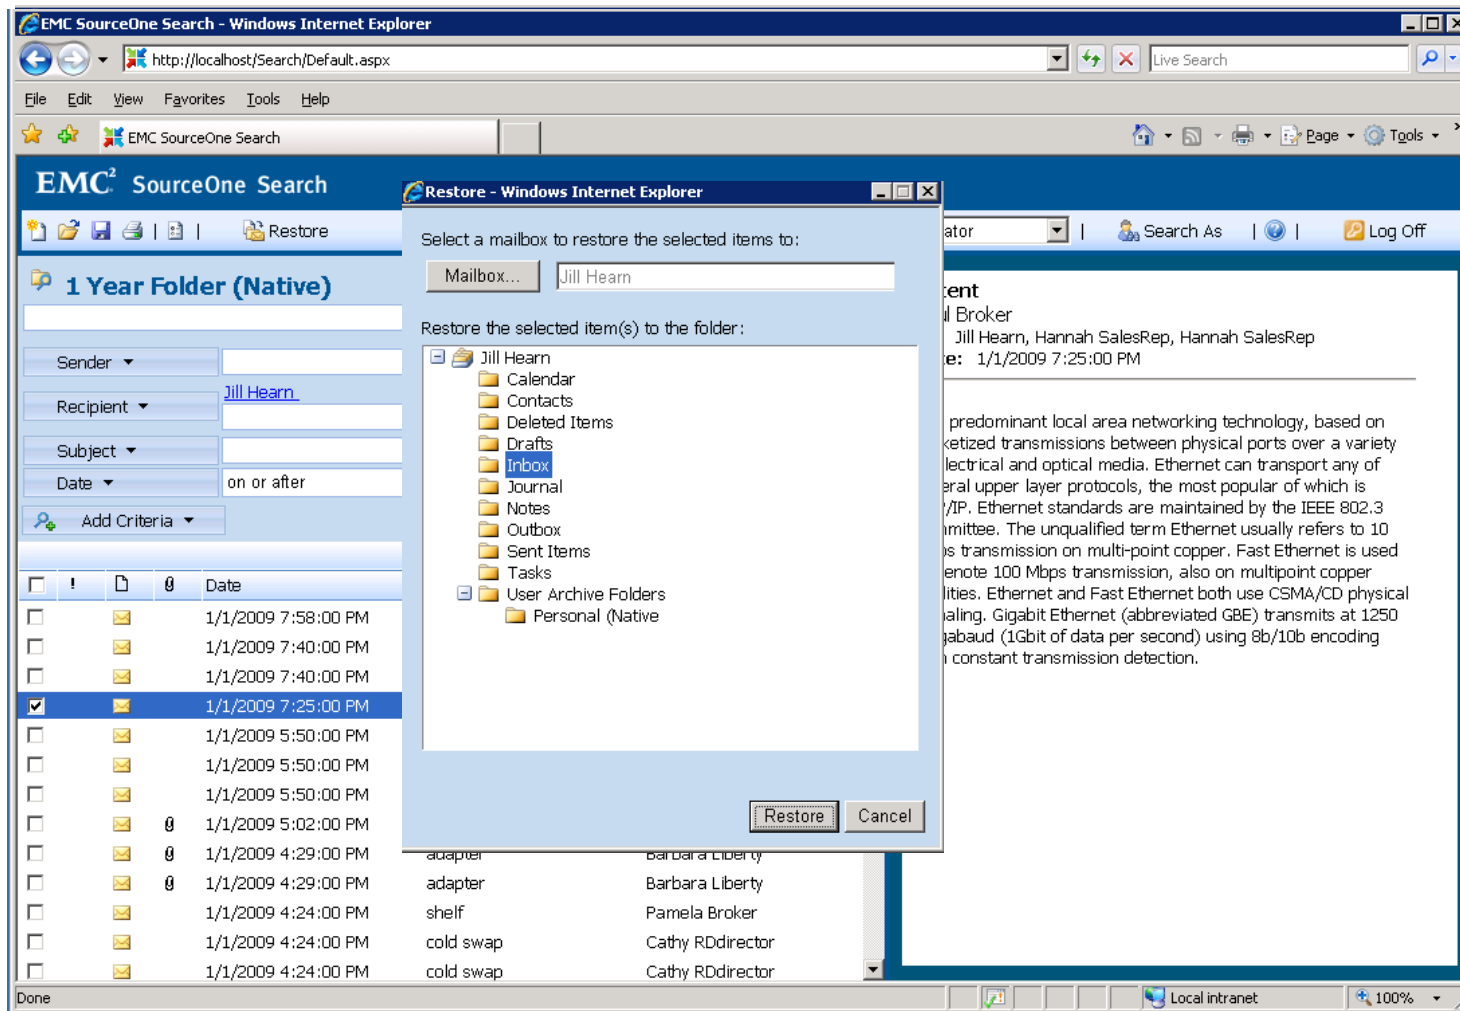 EMC SourceOne Search - Windows Internet Explorer
http://localhost/Search/Default.aspx
Live Search
File Edit View Favorites Tools Help
EMC SourceOne Search
Page Tools
EMC² SourceOne Search
Restore
ator
Search As
Log Off
1 Year Folder (Native)
Sender
Recipient
Jill Hearn
Subject
Date
on or after
Add Criteria
! Date
1/1/2009 7:58:00 PM
1/1/2009 7:40:00 PM
1/1/2009 7:40:00 PM
1/1/2009 7:25:00 PM
1/1/2009 5:50:00 PM
1/1/2009 5:50:00 PM
1/1/2009 5:50:00 PM
1/1/2009 5:02:00 PM
1/1/2009 4:29:00 PM adapter Barbara Liberty
1/1/2009 4:29:00 PM adapter Barbara Liberty
1/1/2009 4:24:00 PM shelf Pamela Broker
1/1/2009 4:24:00 PM cold swap Cathy RDdirector
1/1/2009 4:24:00 PM cold swap Cathy RDdirector
Restore - Windows Internet Explorer
Select a mailbox to restore the selected items to:
Mailbox...
Jill Hearn
Restore the selected item(s) to the folder:
Jill Hearn
Calendar
Contacts
Deleted Items
Drafts
Inbox
Journal
Notes
Outbox
Sent Items
Tasks
User Archive Folders
Personal (Native
Restore Cancel
tent
l Broker
Jill Hearn, Hannah SalesRep, Hannah SalesRep
e: 1/1/2009 7:25:00 PM
predominant local area networking technology, based on
ketized transmissions between physical ports over a variety
lectrical and optical media. Ethernet can transport any of
eral upper layer protocols, the most popular of which is
/IP. Ethernet standards are maintained by the IEEE 802.3
mittee. The unqualified term Ethernet usually refers to 10
s transmission on multi-point copper. Fast Ethernet is used
enote 100 Mbps transmission, also on multipoint copper
lities. Ethernet and Fast Ethernet both use CSMA/CD physical
aling. Gigabit Ethernet (abbreviated GBE) transmits at 1250
gabaud (1Gbit of data per second) using 8b/10b encoding
constant transmission detection.
Done
Local intranet
100%